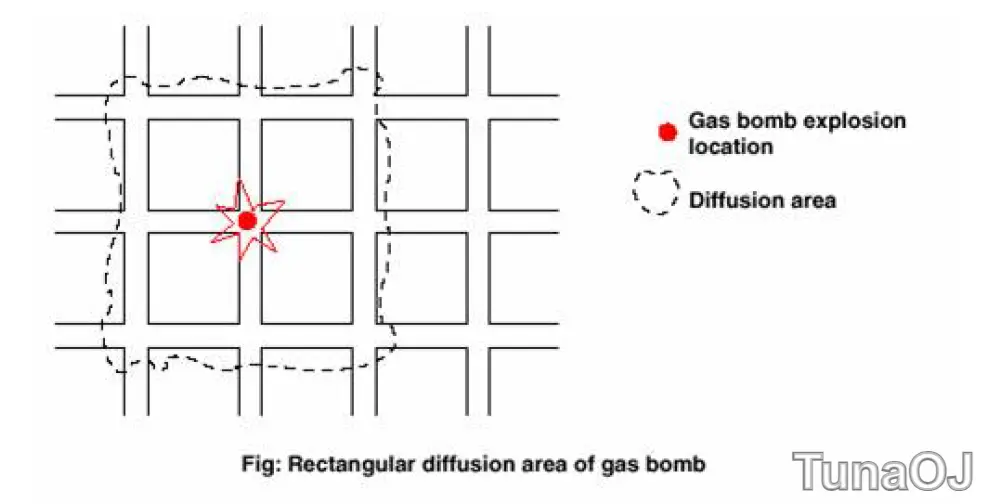 Gas bomb explosion
location
Diffusion area
Fig: Rectangular diffusion area of gas bomb
TunaOJ